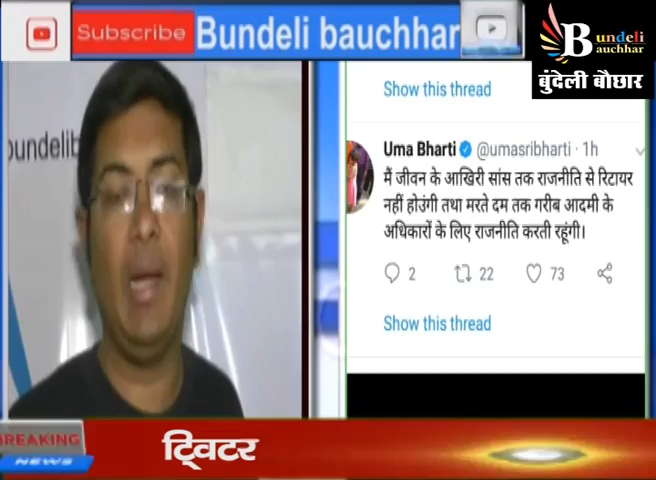 Subscribe
Bundeli bauchhar
Bundeli
Bauchhar
बुंदेली बौछार
bundelib
Show this thread
Uma Bharti @umasribharti · 1h
मैं जीवन के आखिरी सांस तक राजनीति से रिटायर
नहीं होउंगी तथा मरते दम तक गरीब आदमी के
अधिकारों के लिए राजनीति करती रहूंगी।
2 22 73
Show this thread
BREAKING
NEWS
ट्विटर